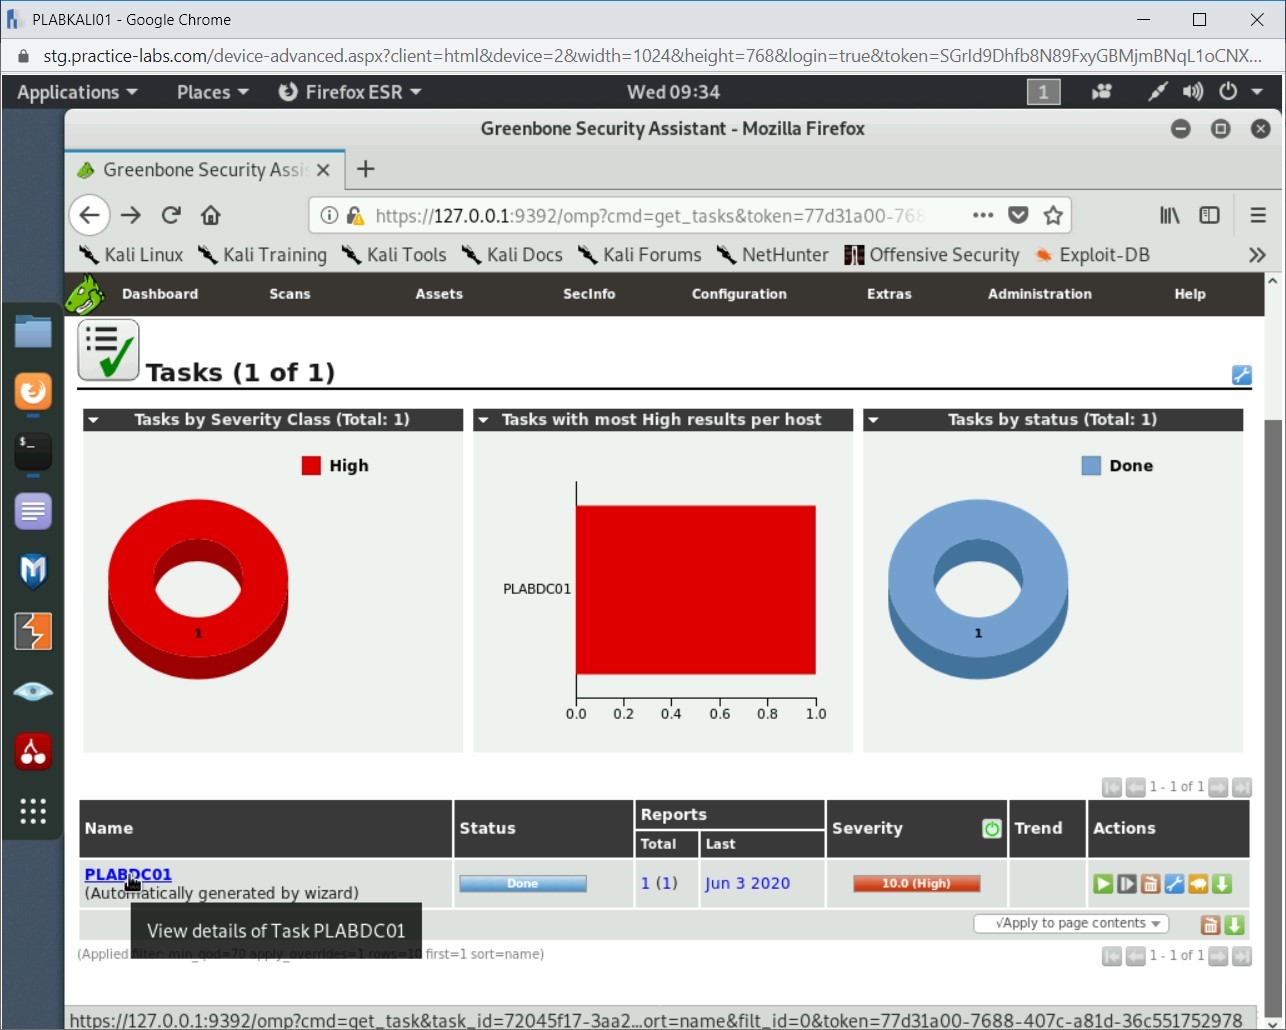 PLABKALI01 - Google Chrome
stg.practice-labs.com/device-advanced.aspx?client=html&device=2&width=1024&height=768&login=true&token=SGrId9Dhfb8N89FxyGBMjmBNqL1oCNX...
Applications Places Firefox ESR Wed 09:34 1
Greenbone Security Assistant - Mozilla Firefox
Greenbone Security Assis
https://127.0.0.1:9392/omp?cmd=get_tasks&token=77d31a00-768
Kali Linux Kali Training Kali Tools Kali Docs Kali Forums NetHunter Offensive Security Exploit-DB
Dashboard Scans Assets SecInfo Configuration Extras Administration Help
Tasks (1 of 1)
Tasks by Severity Class (Total: 1)
High
1
Tasks with most High results per host
PLABDC01
0.0 0.2 0.4 0.6 0.8 1.0
Tasks by status (Total: 1)
Done
1
1 - 1 of 1
Name Status Reports Severity Trend Actions
Total Last
PLABDC01
(Automatically generated by wizard)
Done 1 (1) Jun 3 2020 10.0 (High)
View details of Task PLABDC01
√Apply to page contents
(Applied filter: min_qod=70 apply_overrides=1 rows=10 first=1 sort=name)
1 - 1 of 1
https://127.0.0.1:9392/omp?cmd=get_task&task_id=72045f17-3aa2...ort=name&filt_id=0&token=77d31a00-7688-407c-a81d-36c551752978